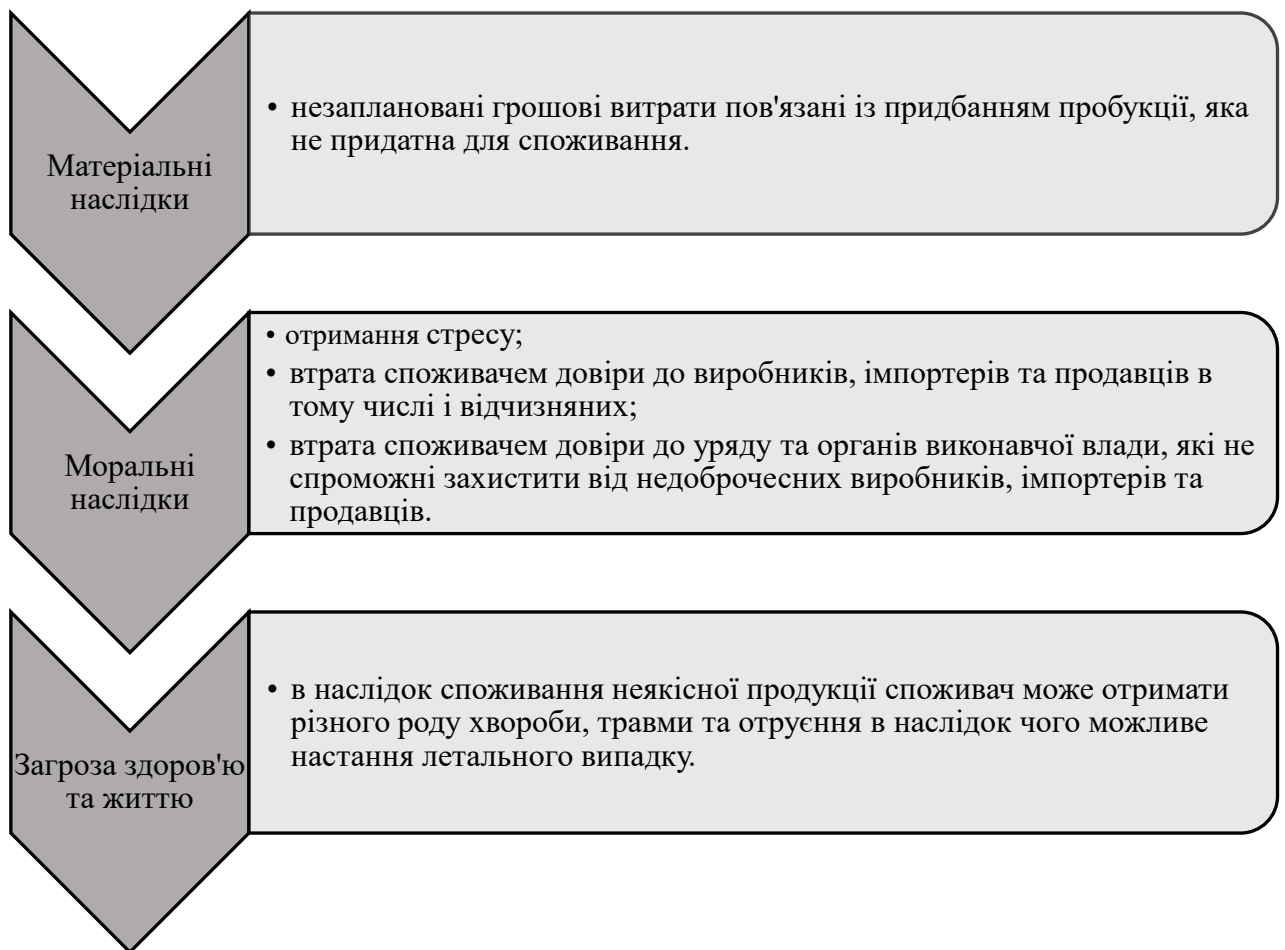 Матеріальні
наслідки
• незаплановані грошові витрати пов'язані із придбанням пробукції, яка
не придатна для споживання.
Моральні
наслідки
• отримання стресу;
• втрата споживачем довіри до виробників, імпортерів та продавців в
тому числі і відчизняних;
• втрата споживачем довіри до уряду та органів виконавчої влади, які не
спроможні захистити від недоброчесних виробників, імпортерів та
продавців.
Загроза здоров'ю
та життю
• в наслідок споживання неякісної продукції споживач може отримати
різного роду хвороби, травми та отруєння в наслідок чого можливе
настання летального випадку.